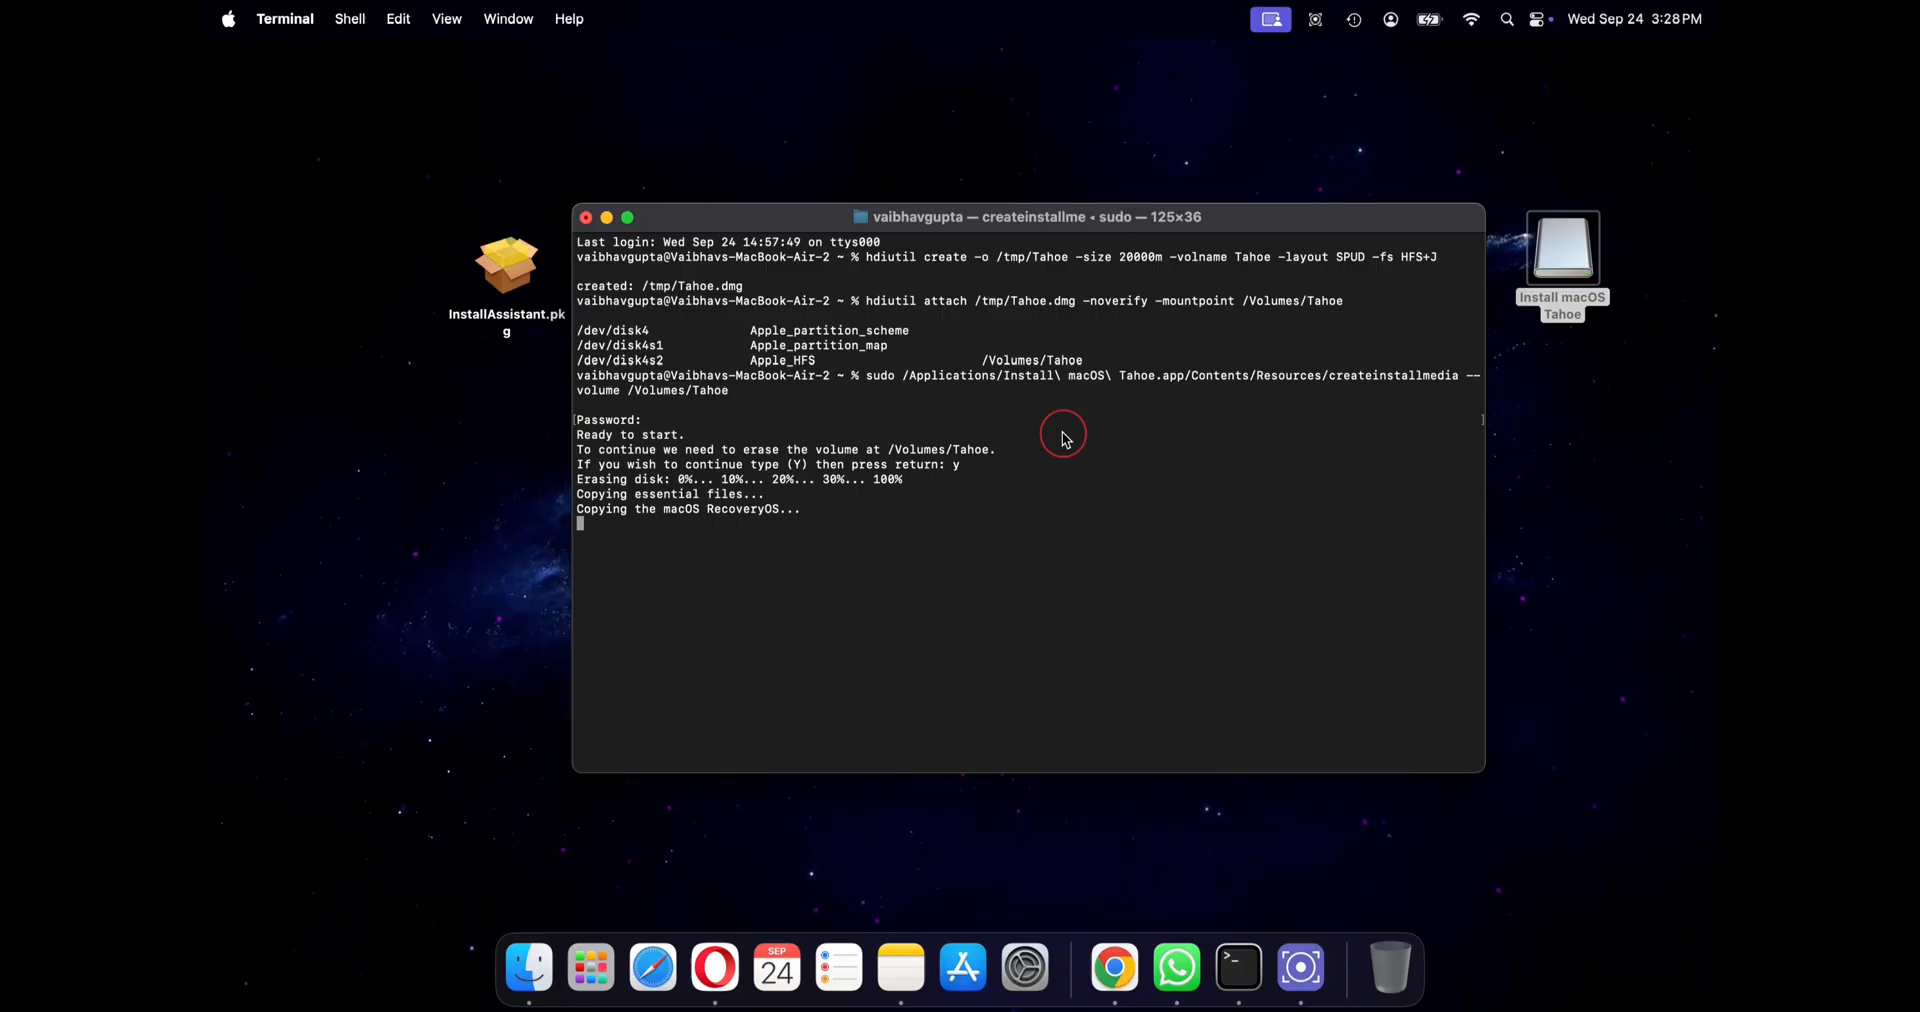 Terminal Shell Edit View Window Help
Wed Sep 24 3:28 PM
InstallAssistant.pk
g
Install macOS
Tahoe
vaibhavgupta — createinstallme ◂ sudo — 125×36
Last login: Wed Sep 24 14:57:49 on ttys000
vaibhavgupta@Vaibhavs-MacBook-Air-2 ~ % hdiutil create -o /tmp/Tahoe -size 20000m -volname Tahoe -layout SPUD -fs HFS+J
created: /tmp/Tahoe.dmg
vaibhavgupta@Vaibhavs-MacBook-Air-2 ~ % hdiutil attach /tmp/Tahoe.dmg -noverify -mountpoint /Volumes/Tahoe
/dev/disk4 Apple_partition_scheme
/dev/disk4s1 Apple_partition_map
/dev/disk4s2 Apple_HFS /Volumes/Tahoe
vaibhavgupta@Vaibhavs-MacBook-Air-2 ~ % sudo /Applications/Install\ macOS\ Tahoe.app/Contents/Resources/createinstallmedia --
volume /Volumes/Tahoe
[Password: ]
Ready to start.
To continue we need to erase the volume at /Volumes/Tahoe.
If you wish to continue type (Y) then press return: y
Erasing disk: 0%... 10%... 20%... 30%... 100%
Copying essential files...
Copying the macOS RecoveryOS...
SEP
24
>_